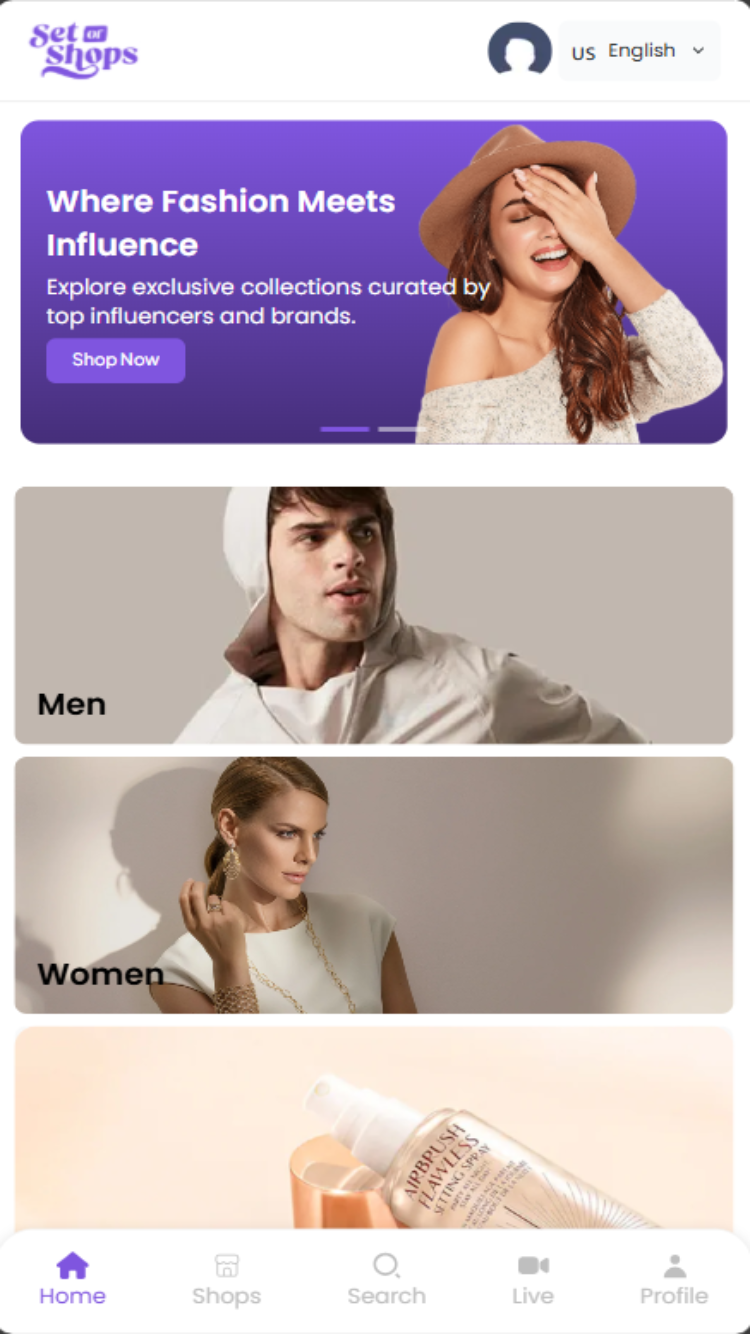 Set of
Shops
US English
Where Fashion Meets
Influence
Explore exclusive collections curated by
top influencers and brands.
Shop Now
Men
Women
AIRBRUSH
FLAWLESS
SETTING SPRAY
Home
Shops
Search
Live
Profile